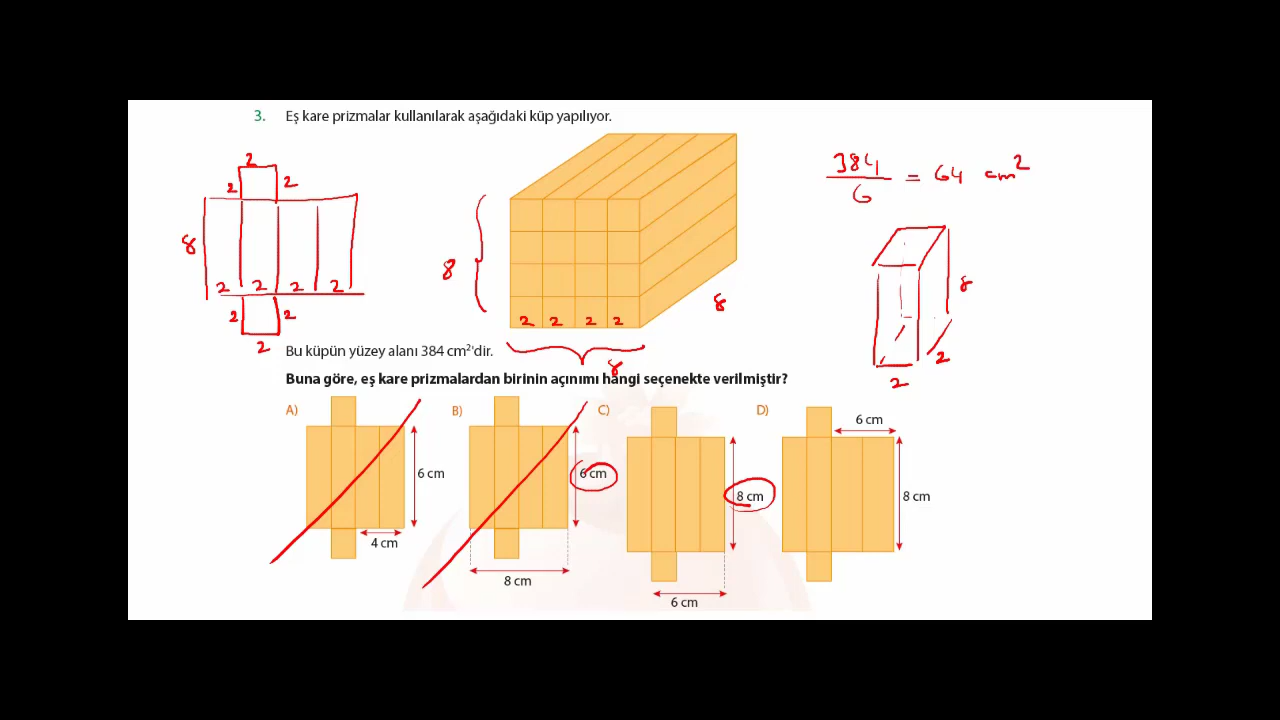 3. Eş kare prizmalar kullanılarak aşağıdaki küp yapılıyor.
384
6
= 64 cm²
2
2
2
8
2 2 2 2
2
2
2
8
2 2 2 2
8
8
8
2
2
Bu küpün yüzey alanı 384 cm²'dir.
Buna göre, eş kare prizmalardan birinin açınımı hangi seçenekte verilmiştir?
A)
6 cm
4 cm
B)
6 cm
8 cm
C)
8 cm
6 cm
D)
6 cm
8 cm